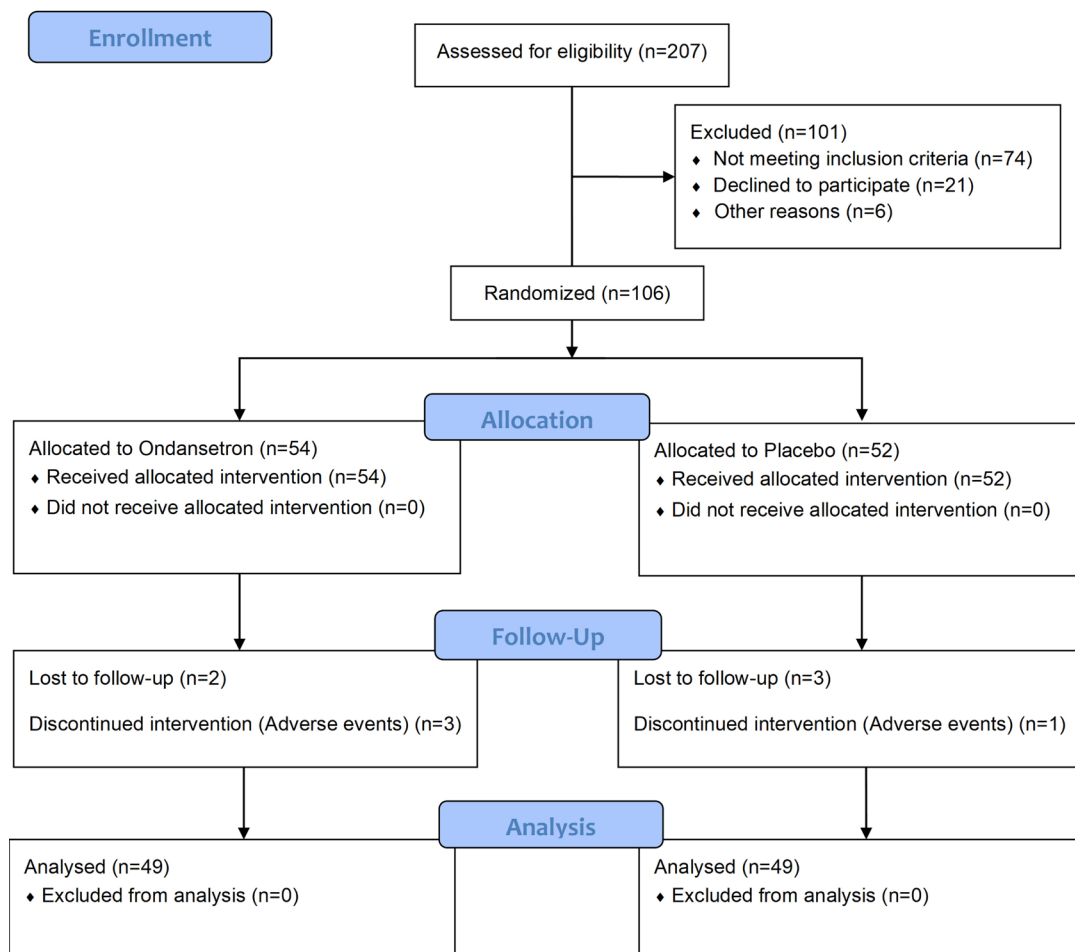 Enrollment
Assessed for eligibility (n=207)
Excluded (n=101)
♦ Not meeting inclusion criteria (n=74)
♦ Declined to participate (n=21)
♦ Other reasons (n=6)
Randomized (n=106)
Allocation
Allocated to Ondansetron (n=54)
♦ Received allocated intervention (n=54)
♦ Did not receive allocated intervention (n=0)
Allocated to Placebo (n=52)
♦ Received allocated intervention (n=52)
♦ Did not receive allocated intervention (n=0)
Follow-Up
Lost to follow-up (n=2)
Discontinued intervention (Adverse events) (n=3)
Lost to follow-up (n=3)
Discontinued intervention (Adverse events) (n=1)
Analysis
Analysed (n=49)
♦ Excluded from analysis (n=0)
Analysed (n=49)
♦ Excluded from analysis (n=0)